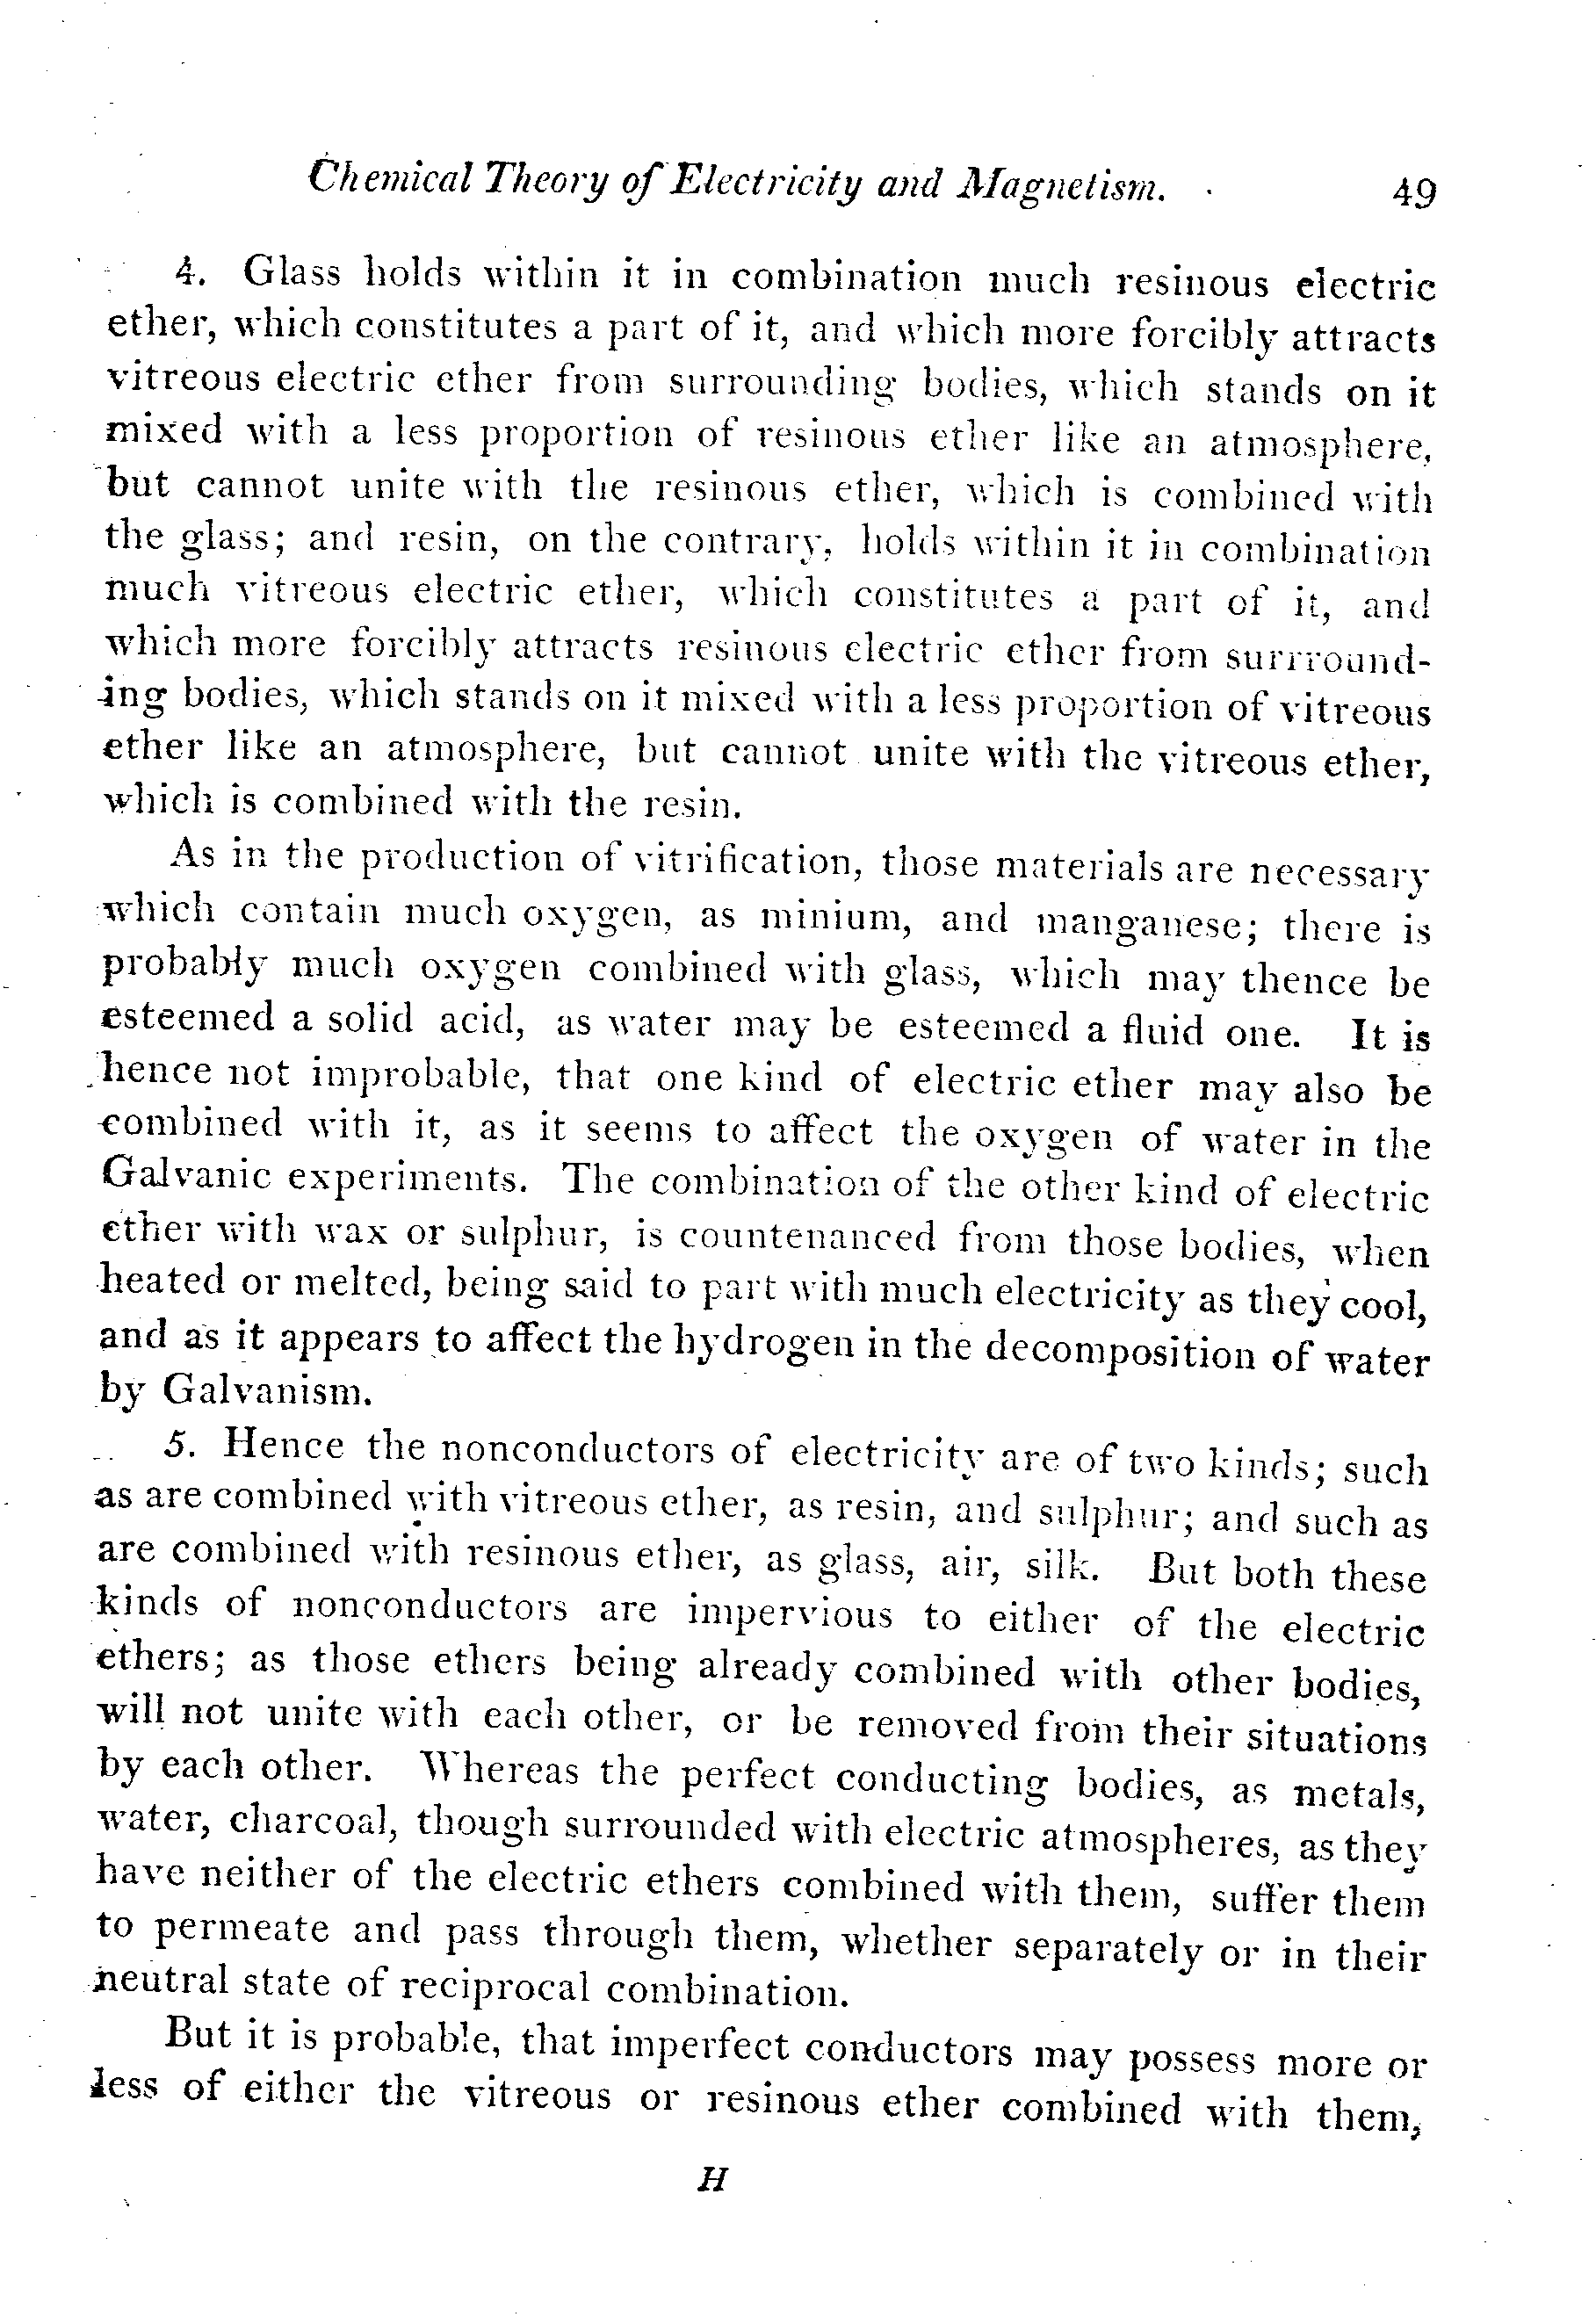 Chemical Theory of Electricity and Magnetism. 49
4. Glass holds within it in combination much resinous electric
ether, which constitutes a part of it, and which more forcibly attracts
vitreous electric ether from surrounding bodies, which stands on it
mixed with a less proportion of resinous ether like an atmosphere,
but cannot unite with the resinous ether, which is combined with
the glass; and resin, on the contrary, holds within it in combination
much vitreous electric ether, which constitutes a part of it, and
which more forcibly attracts resinous electric ether from surrround-
ing bodies, which stands on it mixed with a less proportion of vitreous
ether like an atmosphere, but cannot unite with the vitreous ether,
which is combined with the resin.
As in the production of vitrification, those materials are necessary
which contain much oxygen, as minium, and manganese; there is
probably much oxygen combined with glass, which may thence be
esteemed a solid acid, as water may be esteemed a fluid one. It is
hence not improbable, that one kind of electric ether may also be
combined with it, as it seems to affect the oxygen of water in the
Galvanic experiments. The combination of the other kind of electric
ether with wax or sulphur, is countenanced from those bodies, when
heated or melted, being said to part with much electricity as they cool,
and as it appears to affect the hydrogen in the decomposition of water
by Galvanism.
5. Hence the nonconductors of electricity are of two kinds; such
as are combined with vitreous ether, as resin, and sulphur; and such as
are combined with resinous ether, as glass, air, silk. But both these
kinds of nonconductors are impervious to either of the electric
ethers; as those ethers being already combined with other bodies,
will not unite with each other, or be removed from their situations
by each other. Whereas the perfect conducting bodies, as metals,
water, charcoal, though surrounded with electric atmospheres, as they
have neither of the electric ethers combined with them, suffer them
to permeate and pass through them, whether separately or in their
neutral state of reciprocal combination.
But it is probable, that imperfect conductors may possess more or
less of either the vitreous or resinous ether combined with them,
H